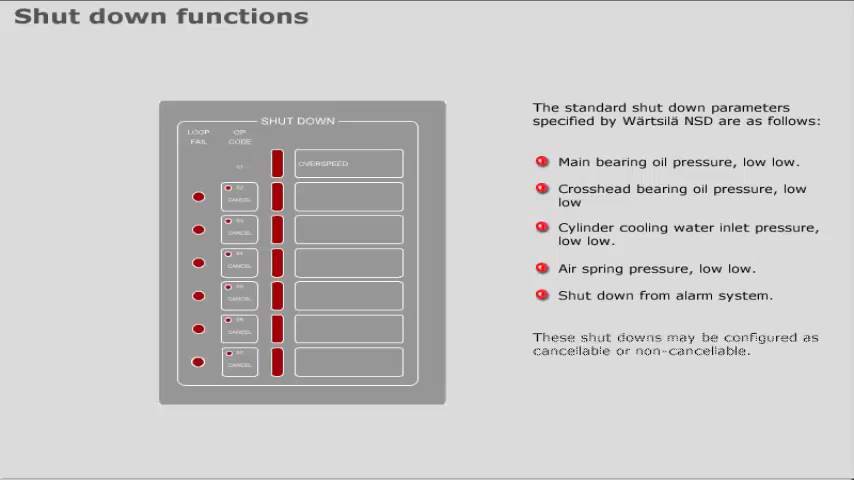 Shut down functions
SHUT DOWN
LOOP
FAIL
OP
CODE
OVERSPEED
CANCEL
CANCEL
CANCEL
CANCEL
CANCEL
CANCEL
The standard shut down parameters
specified by Wärtsilä NSD are as follows:
Main bearing oil pressure, low low.
Crosshead bearing oil pressure, low
low
Cylinder cooling water inlet pressure,
low low.
Air spring pressure, low low.
Shut down from alarm system.
These shut downs may be configured as
cancellable or non-cancellable.